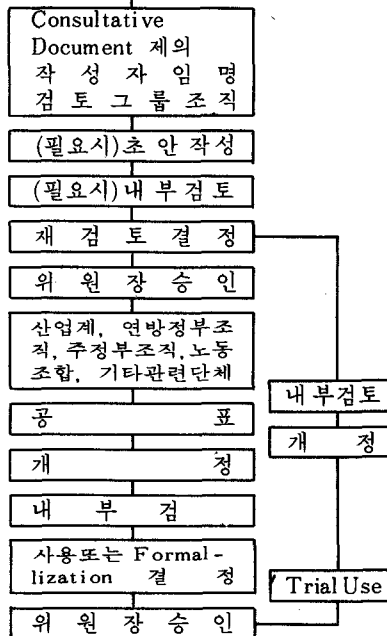 Consultative
Document 제의
작 성 자 임 명
검 토 그 룹 조 직
(필요시)초 안 작 성
(필요시)내 부 검 토
재 검 토 결 정
위 원 장 승 인
산업계, 연방정부조
직, 주정부조직, 노동
조합, 기타관련단체
공 표
개 정
내 부 검
사용또는 Formal-
lization 결 정
위 원 장 승 인
내 부 검 토
개 정
Trial Use